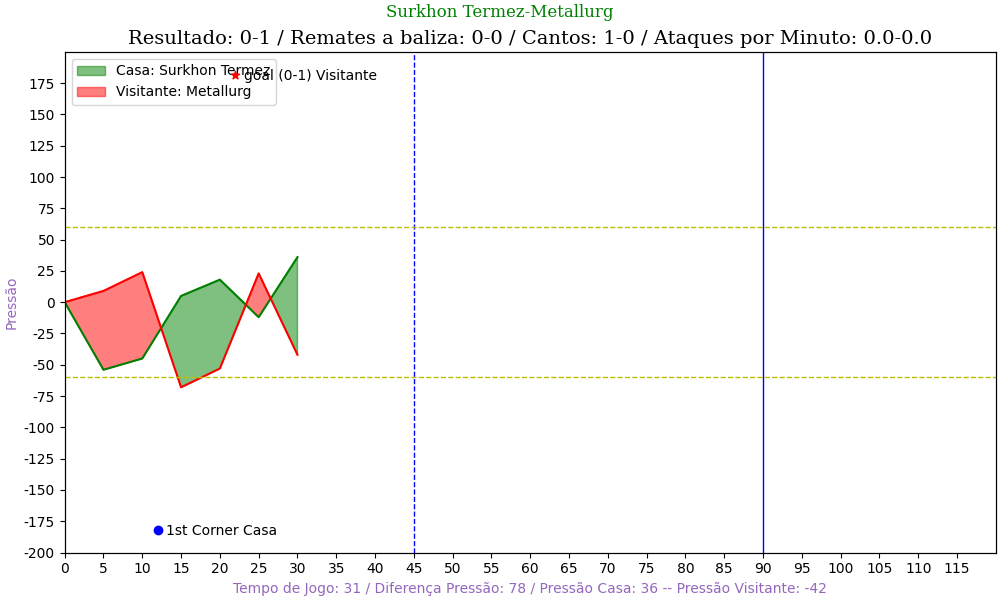 Surkhon Termez-Metallurg
Resultado: 0-1 / Remates a baliza: 0-0 / Cantos: 1-0 / Ataques por Minuto: 0.0-0.0
Casa: Surkhon Termez
goal (0-1) Visitante
Visitante: Metallurg
Pressão
175
150
125
100
75
50
25
0
-25
-50
-75
-100
-125
-150
-175
-200
1st Corner Casa
0 5 10 15 20 25 30 35 40 45 50 55 60 65 70 75 80 85 90 95 100 105 110 115
Tempo de Jogo: 31 / Diferença Pressão: 78 / Pressão Casa: 36 -- Pressão Visitante: -42